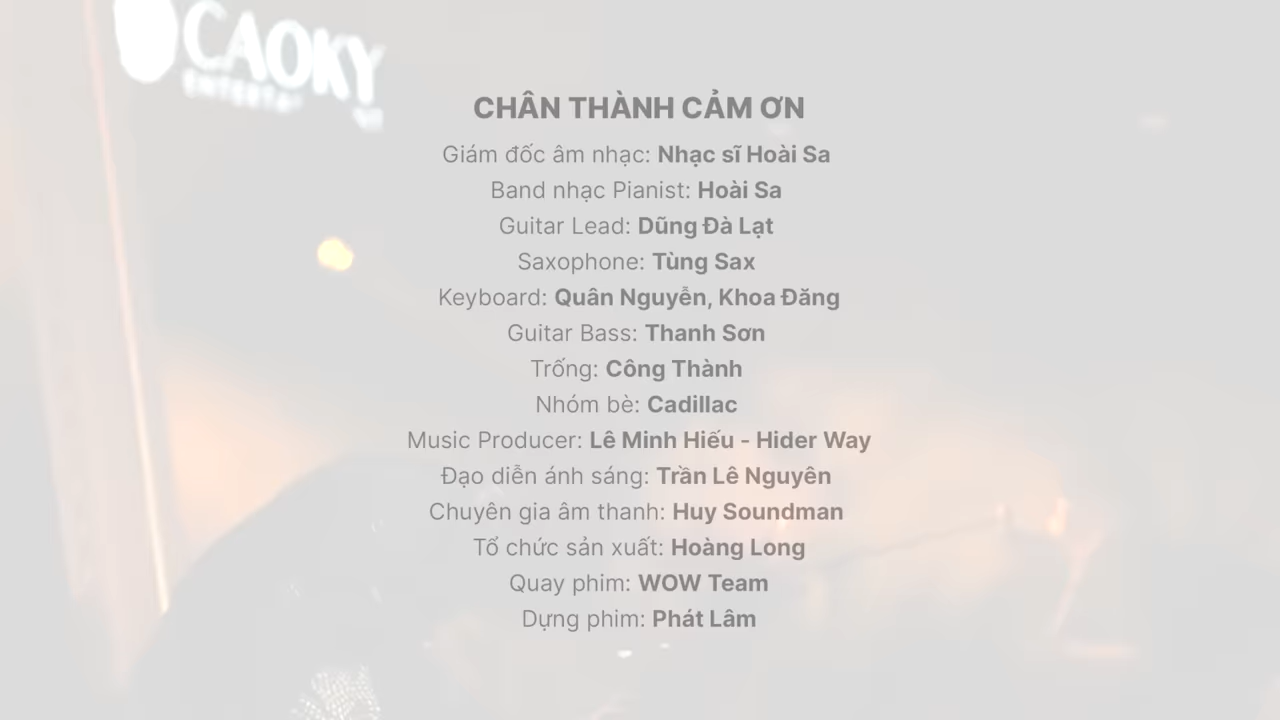 CAOKY
CHÂN THÀNH CẢM ƠN
Giám đốc âm nhạc: Nhạc sĩ Hoài Sa
Band nhạc Pianist: Hoài Sa
Guitar Lead: Dũng Đà Lạt
Saxophone: Tùng Sax
Keyboard: Quân Nguyễn, Khoa Đăng
Guitar Bass: Thanh Sơn
Trống: Công Thành
Nhóm bè: Cadillac
Music Producer: Lê Minh Hiếu - Hider Way
Đạo diễn ánh sáng: Trần Lê Nguyên
Chuyên gia âm thanh: Huy Soundman
Tổ chức sản xuất: Hoàng Long
Quay phim: WOW Team
Dựng phim: Phát Lâm